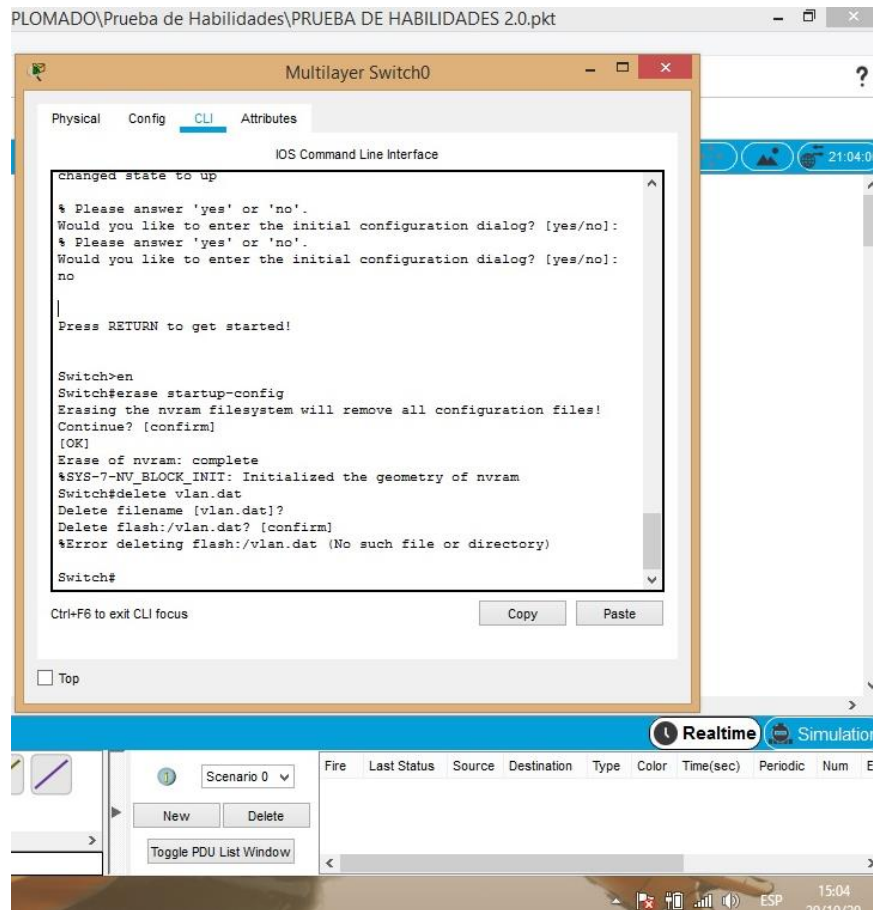 PLOMADO\Prueba de Habilidades\PRUEBA DE HABILIDADES 2.0.pkt
Multilayer Switch0
?
Physical Config CLI Attributes
IOS Command Line Interface
21:04:0
changed state to up
% Please answer 'yes' or 'no'.
Would you like to enter the initial configuration dialog? [yes/no]:
% Please answer 'yes' or 'no'.
Would you like to enter the initial configuration dialog? [yes/no]:
no
Press RETURN to get started!
Switch>en
Switch#erase startup-config
Erasing the nvram filesystem will remove all configuration files!
Continue? [confirm]
[OK]
Erase of nvram: complete
%SYS-7-NV_BLOCK_INIT: Initialized the geometry of nvram
Switch#delete vlan.dat
Delete filename [vlan.dat]?
Delete flash:/vlan.dat? [confirm]
%Error deleting flash:/vlan.dat (No such file or directory)
Switch#
Ctrl+F6 to exit CLI focus
Copy Paste
Top
Realtime Simulation
Fire Last Status Source Destination Type Color Time(sec) Periodic Num E
Scenario 0
New Delete
Toggle PDU List Window
ESP 15:04